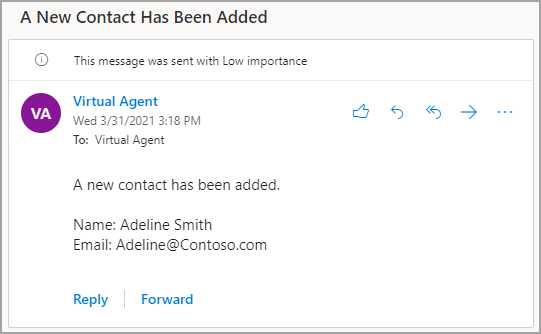 A New Contact Has Been Added
This message was sent with Low importance
VA
Virtual Agent
Wed 3/31/2021 3:18 PM
To: Virtual Agent
A new contact has been added.
Name: Adeline Smith
Email: Adeline@Contoso.com
Reply
Forward